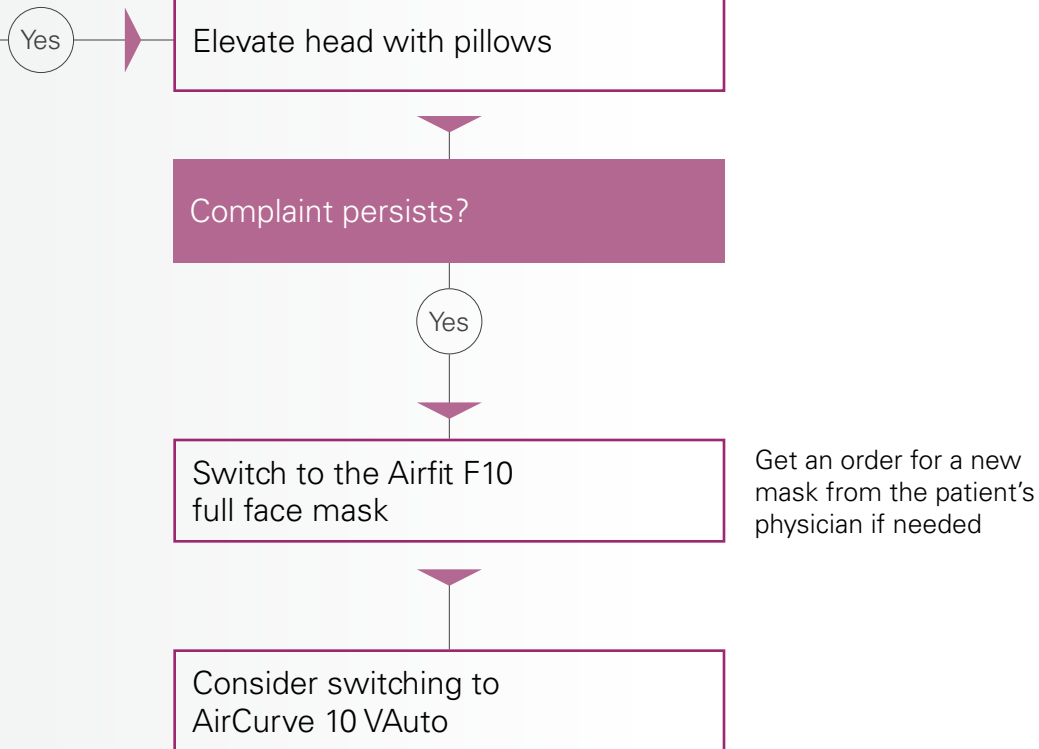 Yes
Elevate head with pillows
Complaint persists?
Yes
Switch to the Airfit F10
full face mask
Get an order for a new
mask from the patient’s
physician if needed
Consider switching to
AirCurve 10 VAuto